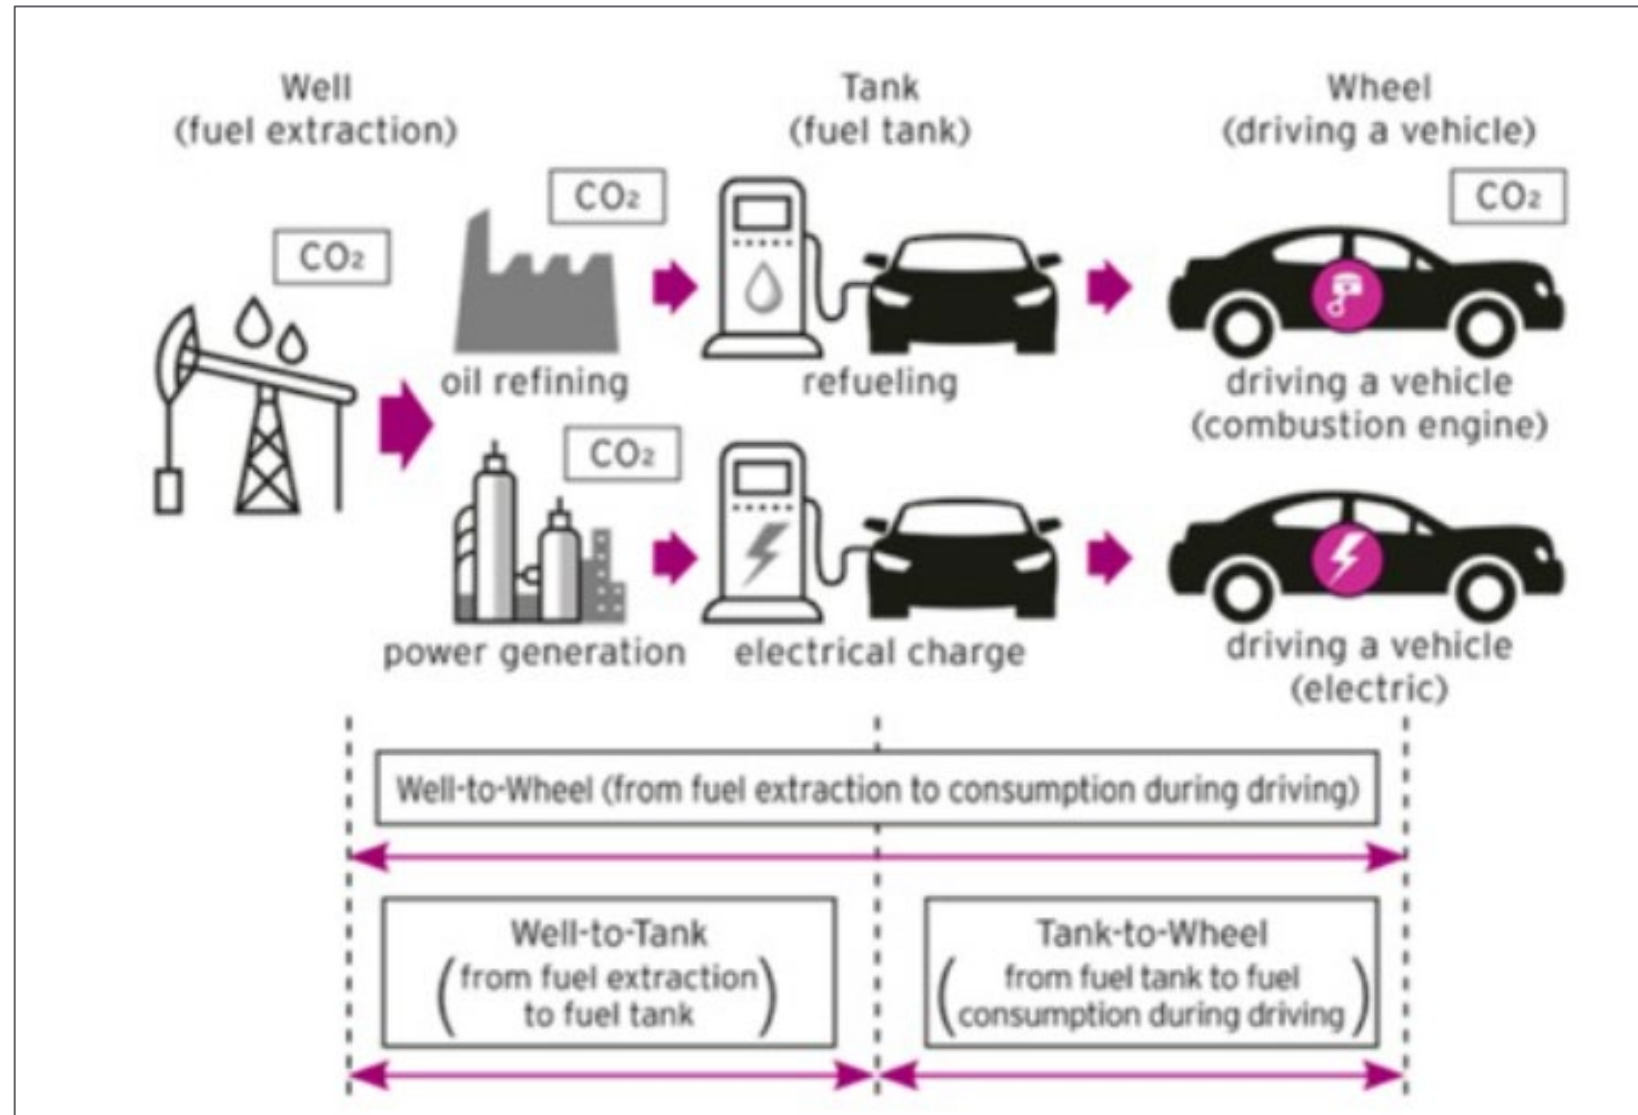 Well
(fuel extraction)
Tank
(fuel tank)
Wheel
(driving a vehicle)
CO₂
CO₂
CO₂
oil refining
refueling
driving a vehicle
(combustion engine)
CO₂
power generation
electrical charge
driving a vehicle
(electric)
Well-to-Wheel (from fuel extraction to consumption during driving)
Well-to-Tank
(from fuel extraction
to fuel tank)
Tank-to-Wheel
(from fuel tank to fuel
consumption during driving)